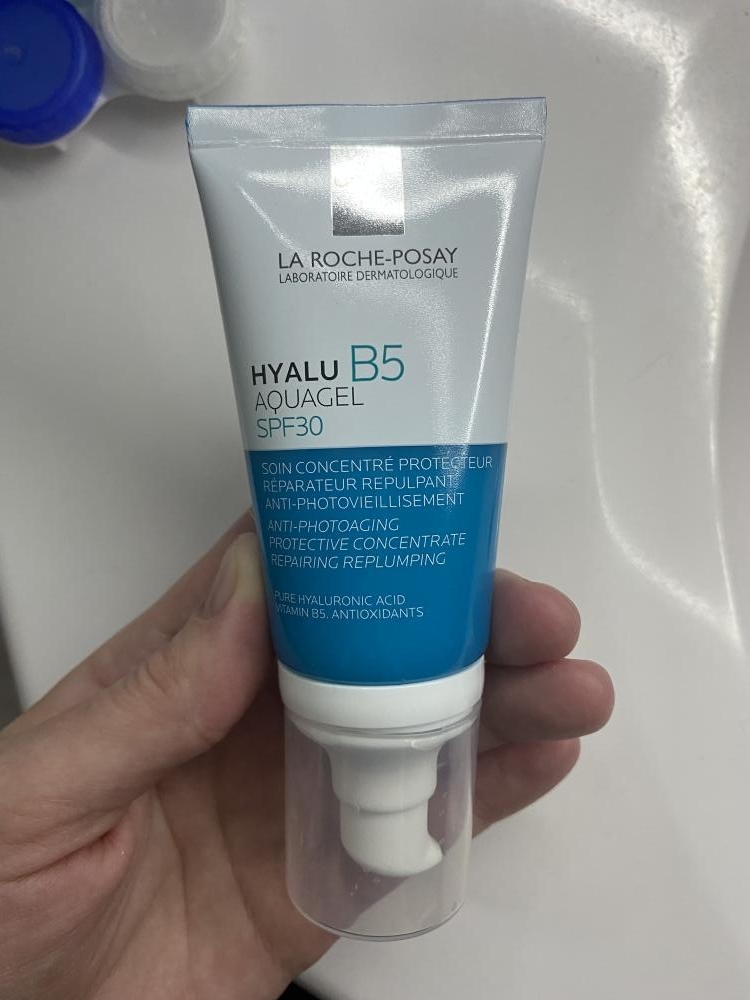 LA ROCHE-POSAY
LABORATOIRE DERMATOLOGIQUE
HYALU B5
AQUAGEL
SPF30
SOIN CONCENTRÉ PROTECTEUR
RÉPARATEUR REPULPANT
ANTI-PHOTOVIEILLISEMENT
ANTI-PHOTOAGING
PROTECTIVE CONCENTRATE
REPAIRING REPLUMPING
PURE HYALURONIC ACID
VITAMIN B5. ANTIOXIDANTS